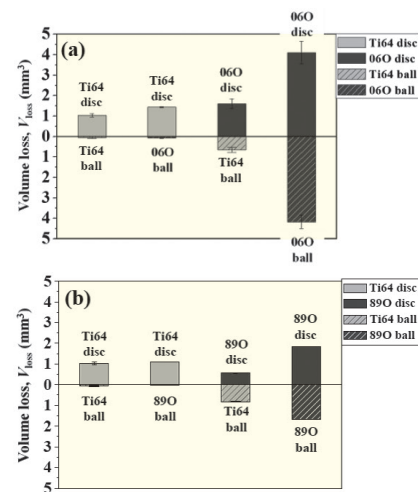 (a)
Volume loss, Vloss (mm³)
5
4
3
2
1
0
1
2
3
4
5
Ti64
disc
Ti64
disc
06O
disc
06O
disc
Ti64
ball
06O
ball
Ti64
ball
06O
ball
Ti64 disc
06O disc
Ti64 ball
06O ball
(b)
Volume loss, Vloss (mm³)
5
4
3
2
1
0
1
2
3
4
5
Ti64
disc
Ti64
disc
89O
disc
89O
disc
Ti64
ball
89O
ball
Ti64
ball
89O
ball
Ti64 disc
89O disc
Ti64 ball
89O ball